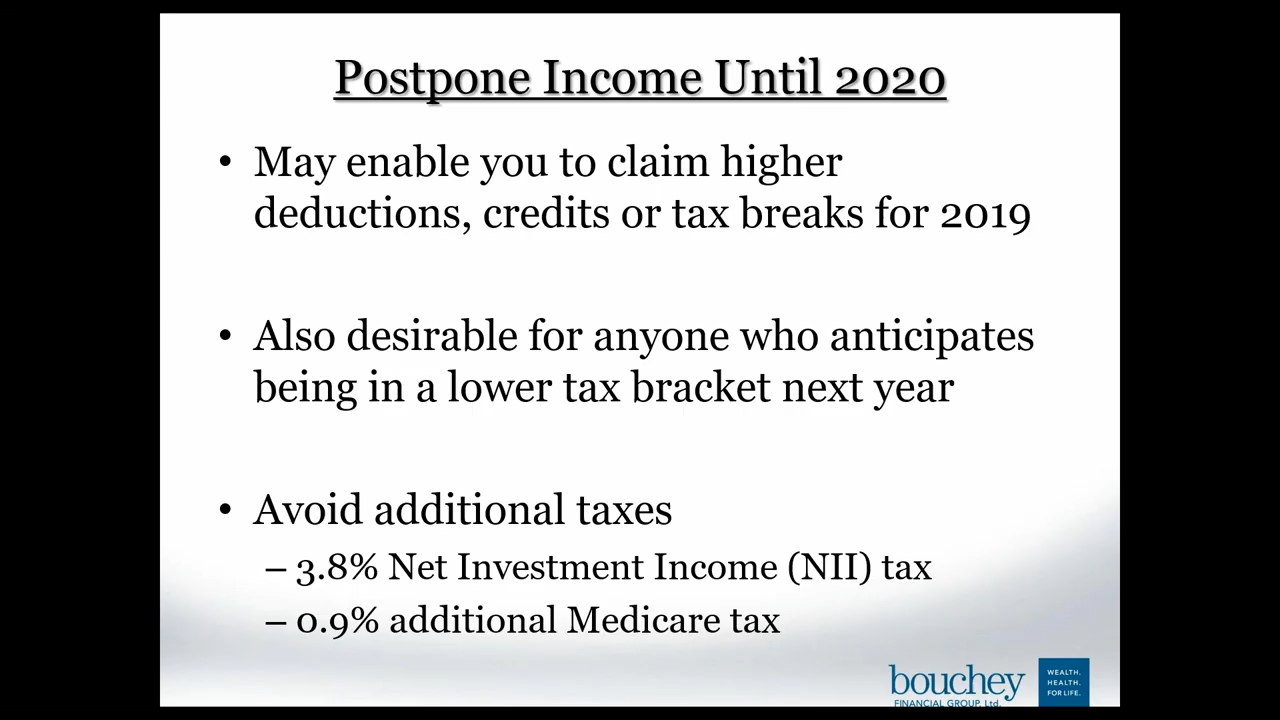 Postpone Income Until 2020
• May enable you to claim higher
deductions, credits or tax breaks for 2019
• Also desirable for anyone who anticipates
being in a lower tax bracket next year
• Avoid additional taxes
– 3.8% Net Investment Income (NII) tax
– 0.9% additional Medicare tax
bouchey
FINANCIAL GROUP, Ltd.
WEALTH.
HEALTH.
FOR LIFE.